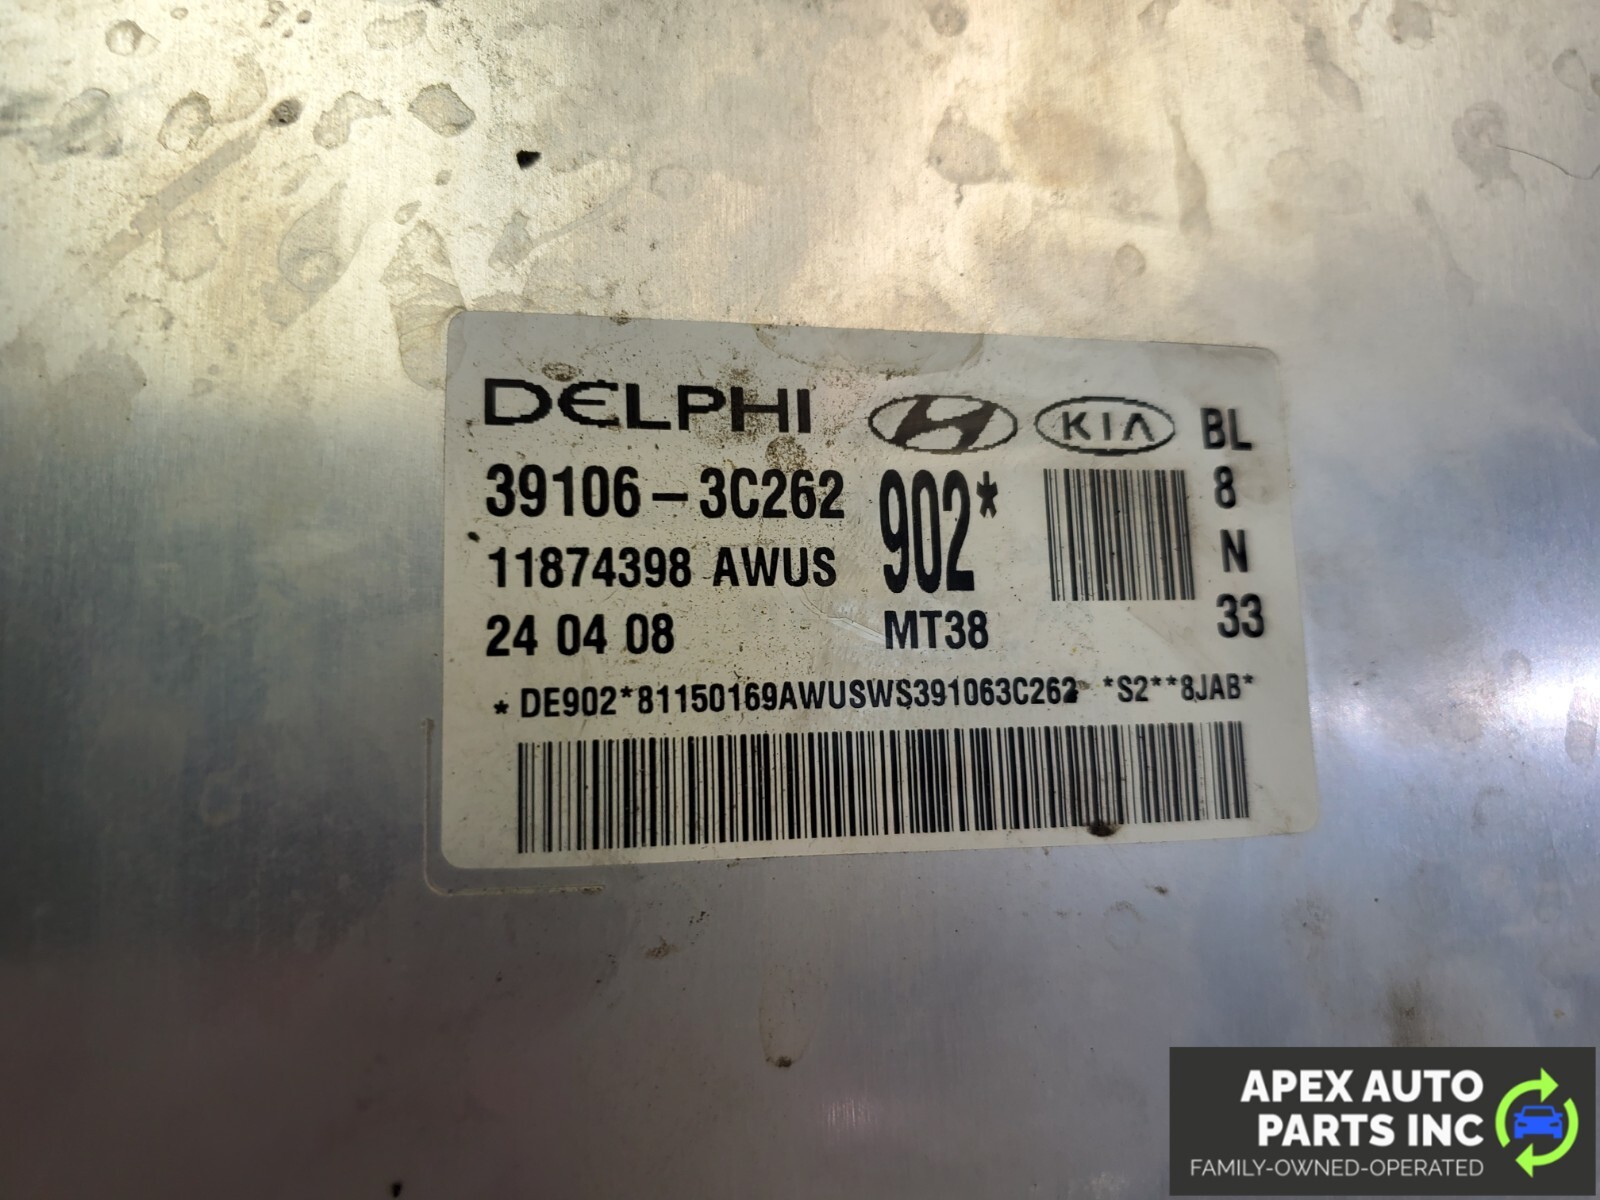 DELPHI H KIA BL
39106-3C262 902* 8
11874398 AWUS N
24 04 08 MT38 33
*DE902*81150169AWUSWS391063C262 *S2**8JAB*
APEX AUTO
PARTS INC
FAMILY-OWNED-OPERATED